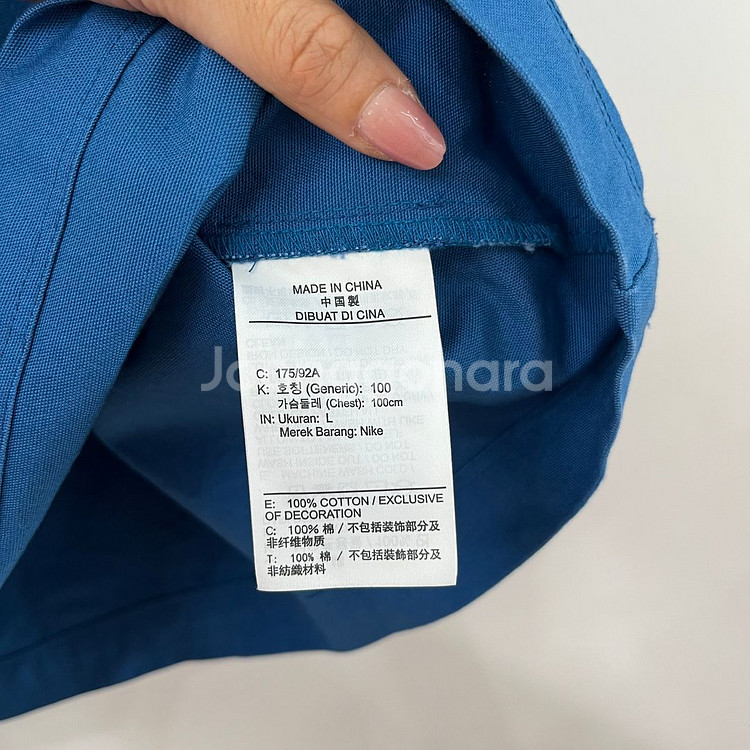 MADE IN CHINA
中国製
DIBUAT DI CINA
C: 175/92A
K: 호칭 (Generic): 100
가슴둘레 (Chest): 100cm
IN: Ukuran: L
Merek Barang: Nike
E: 100% COTTON / EXCLUSIVE
OF DECORATION
C: 100% 棉 / 不包括装饰部分及
非纤维物质
T: 100% 棉 / 不包括裝飾部分及
非紡織材料